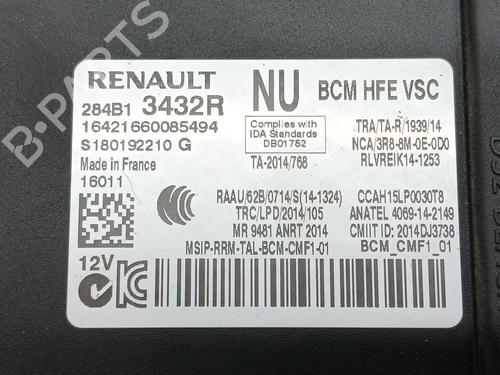 RENAULT
NU
BCM HFE VSC
284B1 3432R
16421660085494
S180192210 G
Made in France
16011
Complies with
IDA Standards
DB01752
TA-2014/768
TRA/TA-R/1939/14
NCA/3R8-8M-0E-0D0
RLVREIK14-1253
RAAU/62B/0714/S(14-1324)
TRC/LPD/2014/105
MR 9481 ANRT 2014
MSIP-RRM-TAL-BCM-CMF1-01
CCAH15LP0030T8
ANATEL 4069-14-2149
CMIIT ID: 2014DJ3738
BCM_CMF1_01
12V
B-PARTS